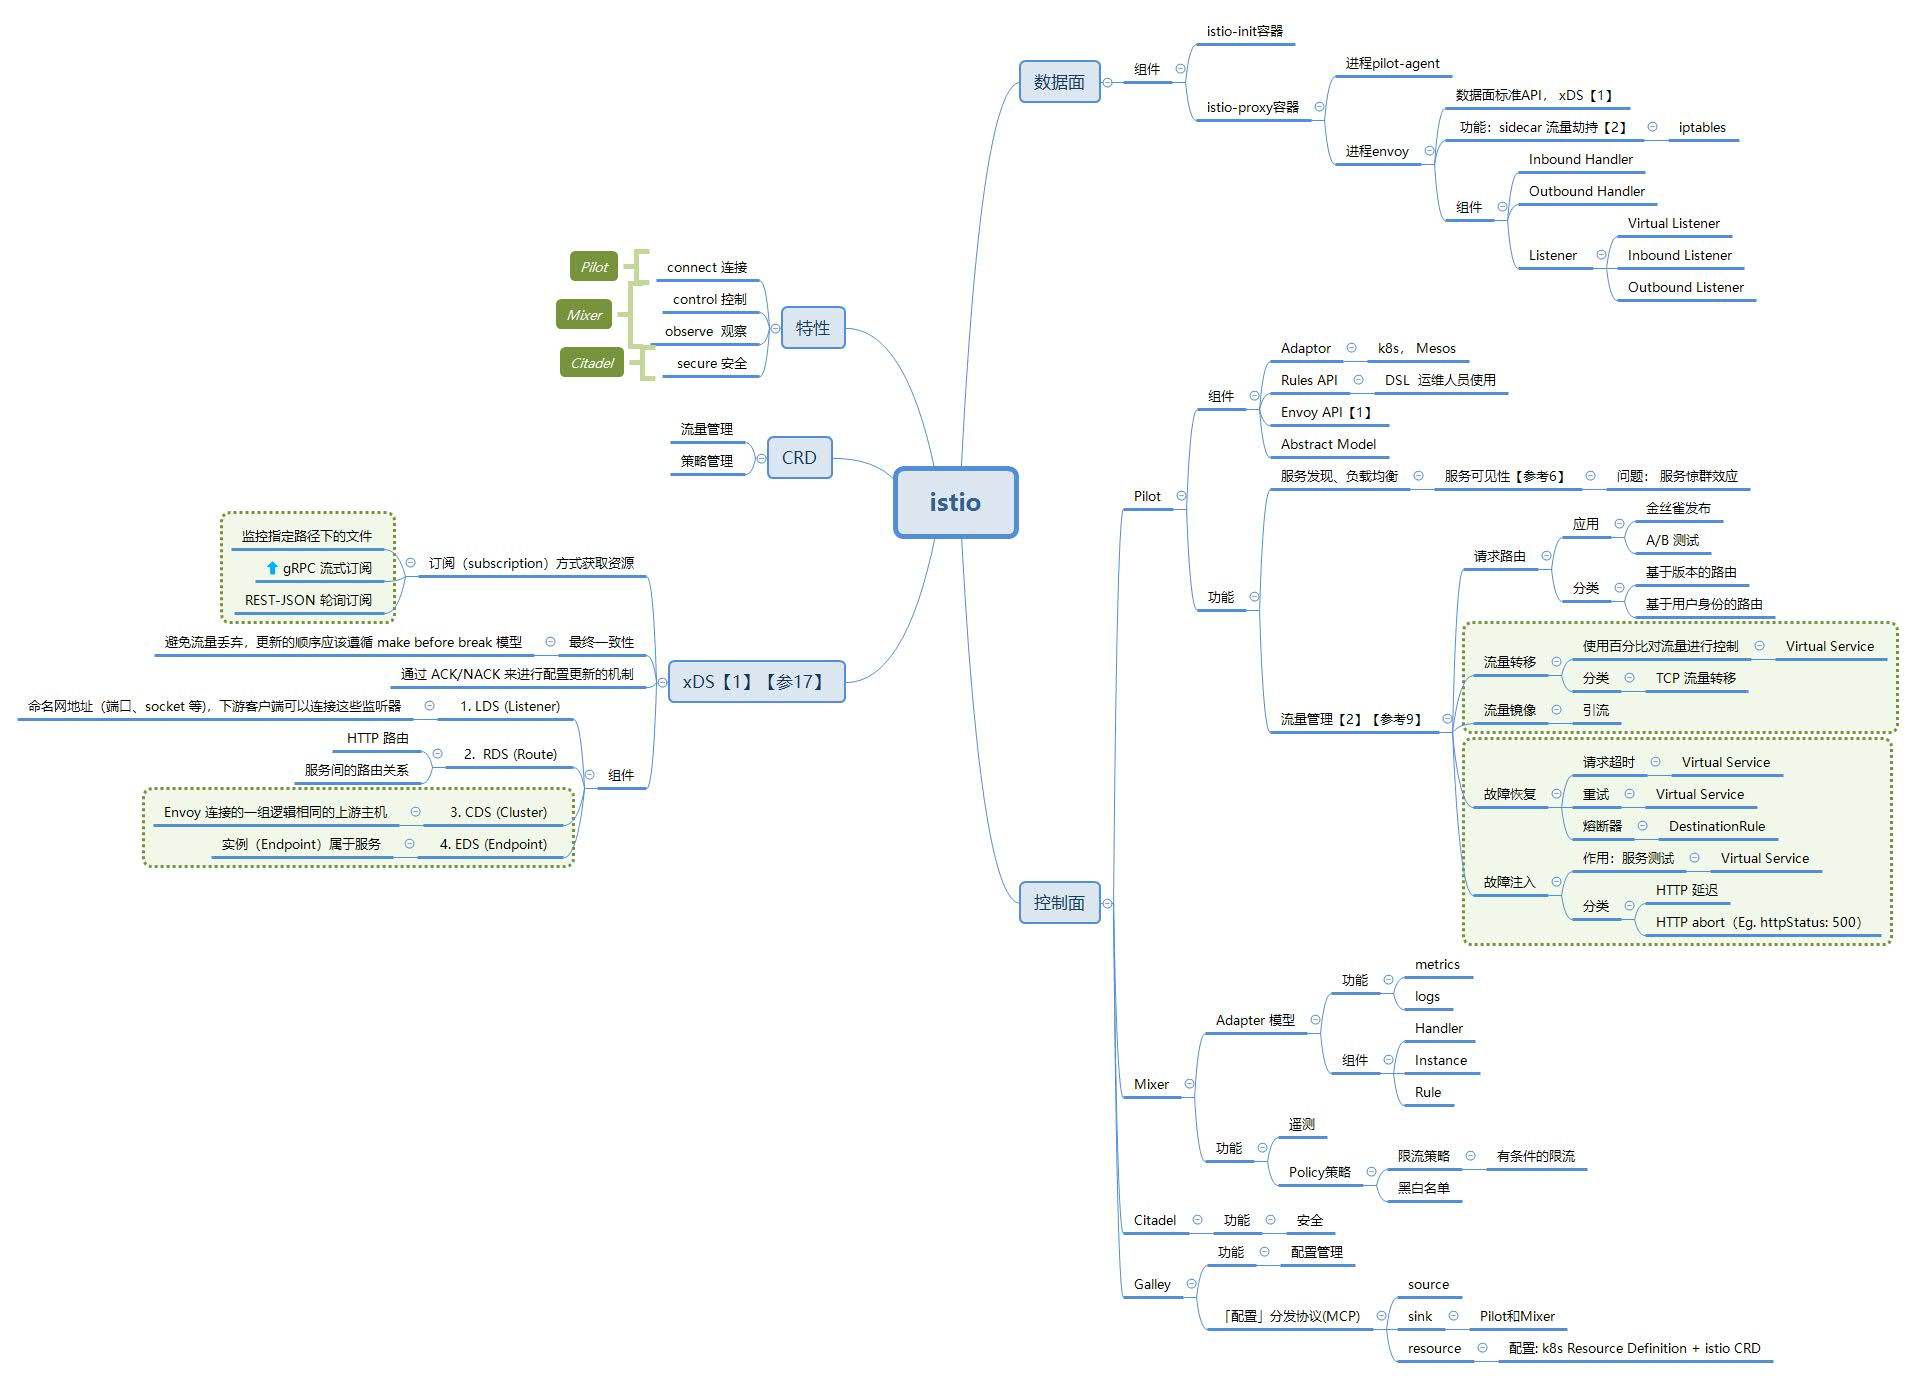 istio
数据面
组件
istio-init容器
istio-proxy容器
进程pilot-agent
进程envoy
数据面标准API， xDS【1】
功能：sidecar 流量劫持【2】
iptables
组件
Inbound Handler
Outbound Handler
Listener
Virtual Listener
Inbound Listener
Outbound Listener
控制面
Pilot
组件
Adaptor
k8s， Mesos
Rules API
DSL 运维人员使用
Envoy API【1】
Abstract Model
功能
服务发现、负载均衡
服务可见性【参考6】
问题： 服务惊群效应
流量管理【2】【参考9】
请求路由
应用
金丝雀发布
A/B 测试
分类
基于版本的路由
基于用户身份的路由
流量转移
使用百分比对流量进行控制
Virtual Service
分类
TCP 流量转移
流量镜像
引流
故障恢复
请求超时
Virtual Service
重试
Virtual Service
熔断器
DestinationRule
故障注入
作用：服务测试
Virtual Service
分类
HTTP 延迟
HTTP abort（Eg. httpStatus: 500）
Mixer
Adapter 模型
功能
metrics
logs
组件
Handler
Instance
Rule
功能
遥测
Policy策略
限流策略
有条件的限流
黑白名单
Citadel
功能
安全
Galley
功能
配置管理
「配置」分发协议(MCP)
source
sink
Pilot和Mixer
resource
配置: k8s Resource Definition + istio CRD
特性
connect 连接
control 控制
observe 观察
secure 安全
Pilot
Mixer
Citadel
CRD
流量管理
策略管理
xDS【1】【参17】
订阅（subscription）方式获取资源
监控指定路径下的文件
gRPC 流式订阅
REST-JSON 轮询订阅
最终一致性
避免流量丢弃，更新的顺序应该遵循 make before break 模型
通过 ACK/NACK 来进行配置更新的机制
组件
1. LDS (Listener)
命名网地址（端口、socket 等)，下游客户端可以连接这些监听器
2. RDS (Route)
HTTP 路由
服务间的路由关系
3. CDS (Cluster)
Envoy 连接的一组逻辑相同的上游主机
4. EDS (Endpoint)
实例（Endpoint）属于服务